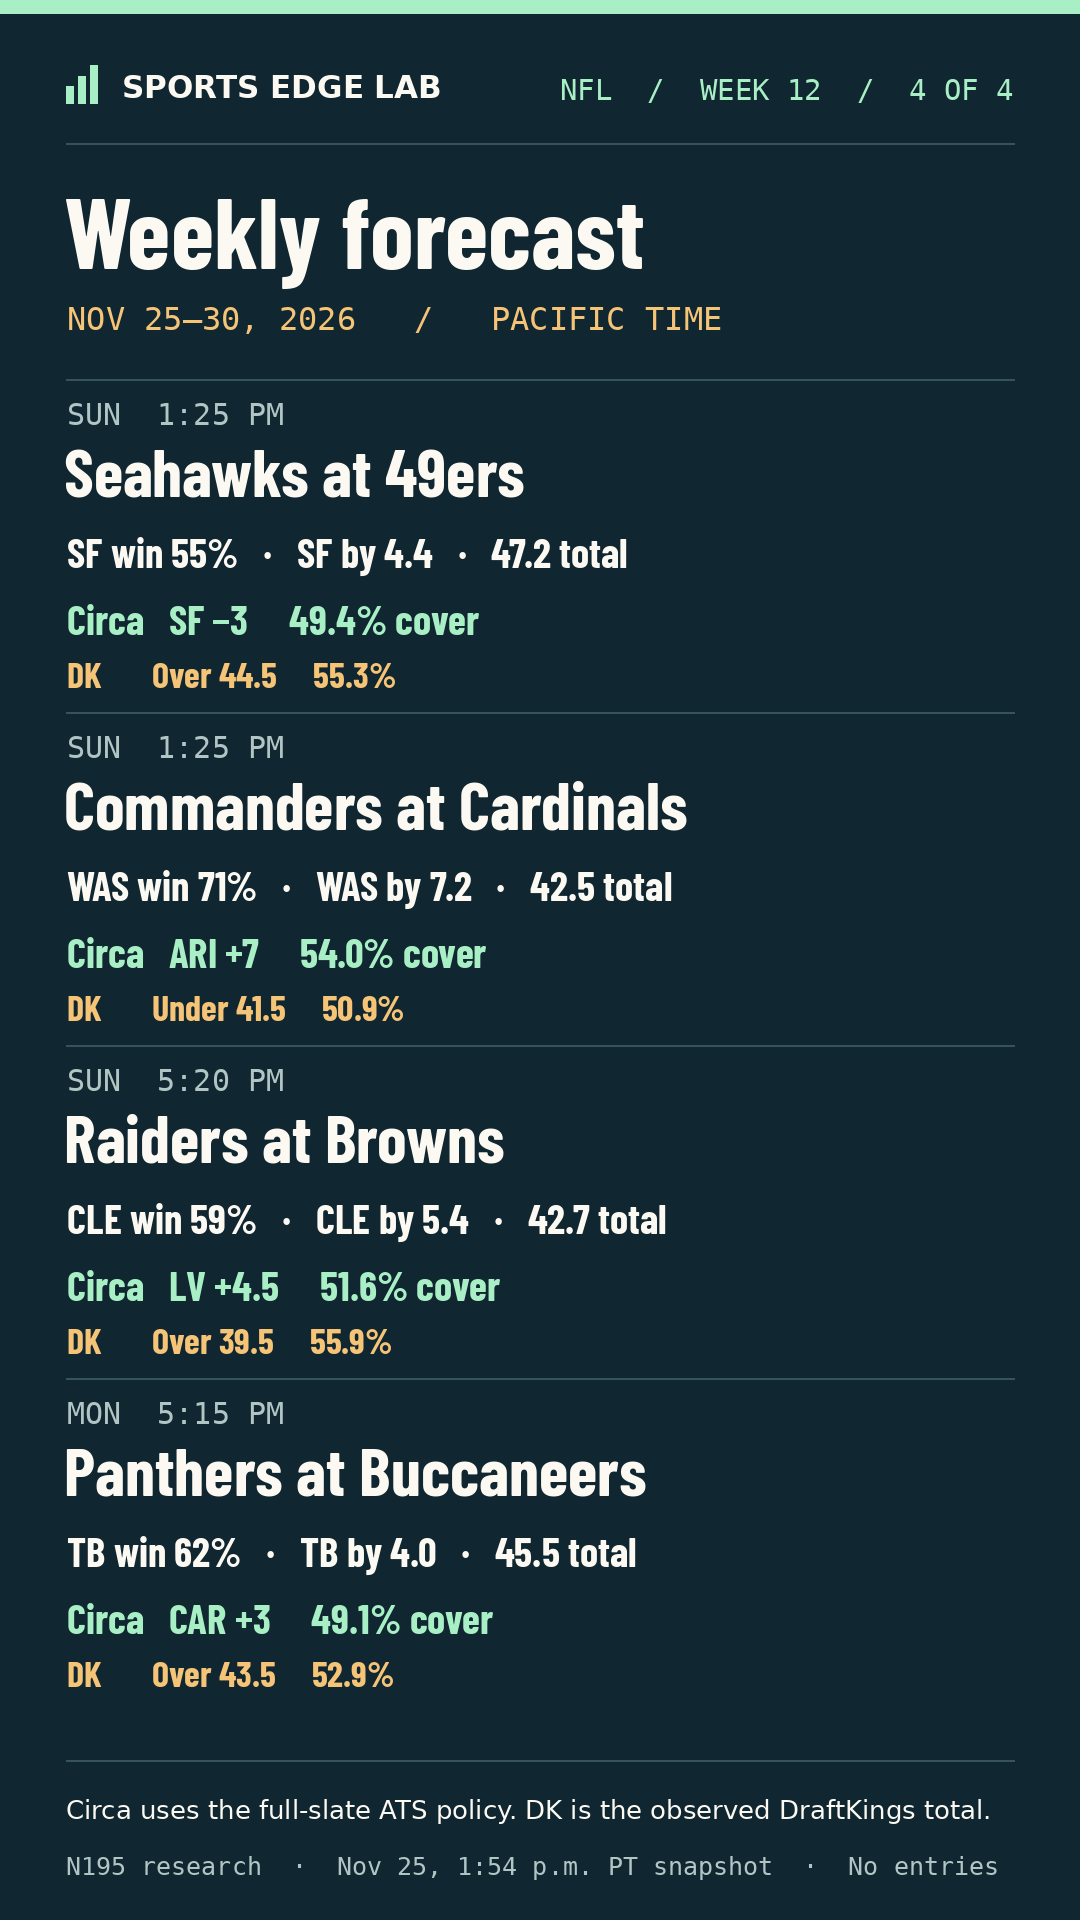 SPORTS EDGE LAB NFL / WEEK 12 / 4 OF 4
Weekly forecast
NOV 25–30, 2026 / PACIFIC TIME
SUN 1:25 PM
Seahawks at 49ers
SF win 55% · SF by 4.4 · 47.2 total
Circa SF −3 49.4% cover
DK Over 44.5 55.3%
SUN 1:25 PM
Commanders at Cardinals
WAS win 71% · WAS by 7.2 · 42.5 total
Circa ARI +7 54.0% cover
DK Under 41.5 50.9%
SUN 5:20 PM
Raiders at Browns
CLE win 59% · CLE by 5.4 · 42.7 total
Circa LV +4.5 51.6% cover
DK Over 39.5 55.9%
MON 5:15 PM
Panthers at Buccaneers
TB win 62% · TB by 4.0 · 45.5 total
Circa CAR +3 49.1% cover
DK Over 43.5 52.9%
Circa uses the full-slate ATS policy. DK is the observed DraftKings total.
N195 research · Nov 25, 1:54 p.m. PT snapshot · No entries